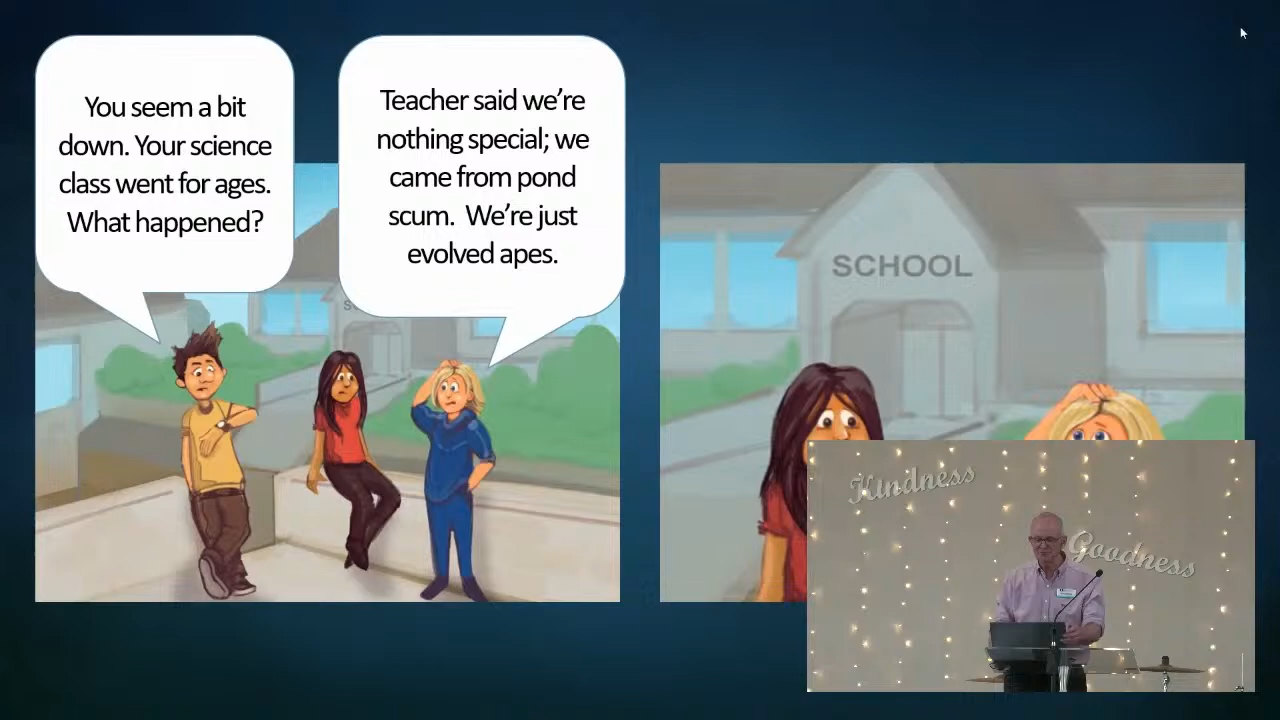 You seem a bit
down. Your science
class went for ages.
What happened?
Teacher said we're
nothing special; we
came from pond
scum. We're just
evolved apes.
SCHOOL
Kindness
Goodness